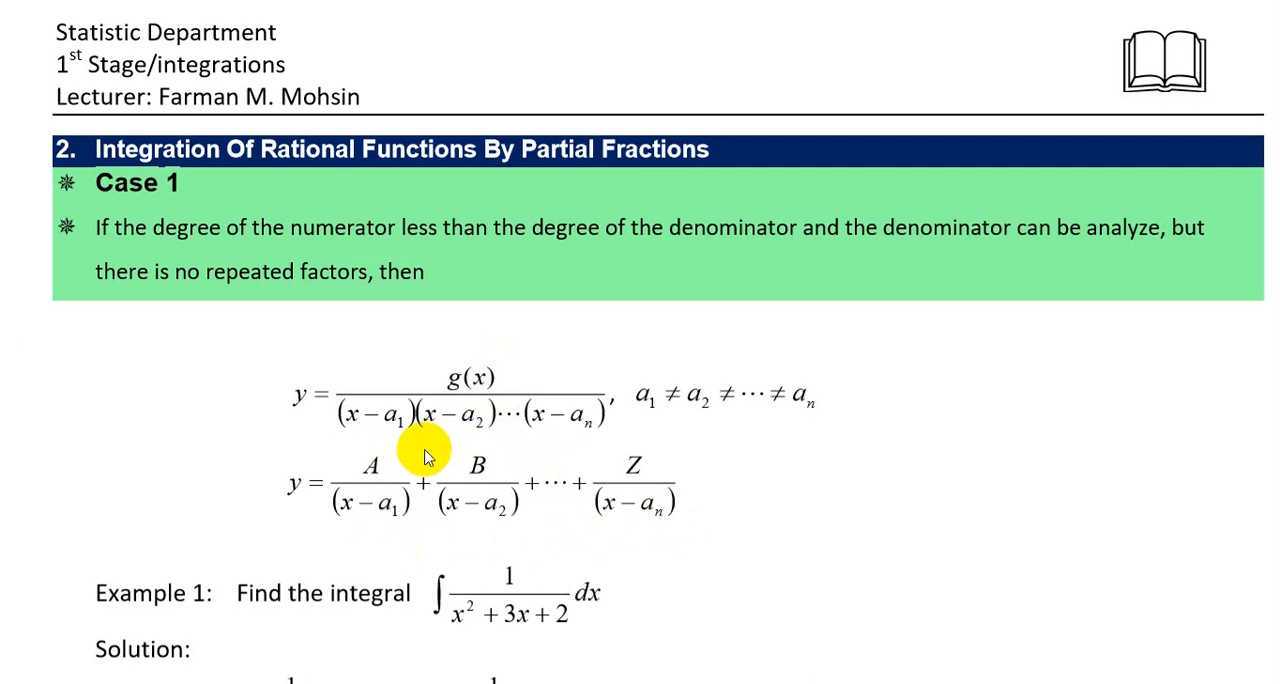 Statistic Department
1st Stage/integrations
Lecturer: Farman M. Mohsin
2. Integration Of Rational Functions By Partial Fractions
✵ Case 1
✵ If the degree of the numerator less than the degree of the denominator and the denominator can be analyze, but
there is no repeated factors, then
y = g(x) / (x − a₁)(x − a₂)⋯(x − aₙ), a₁ ≠ a₂ ≠ ⋯ ≠ aₙ
y = A / (x − a₁) + B / (x − a₂) + ⋯ + Z / (x − aₙ)
Example 1: Find the integral ∫ 1 / x² + 3x + 2 dx
Solution: